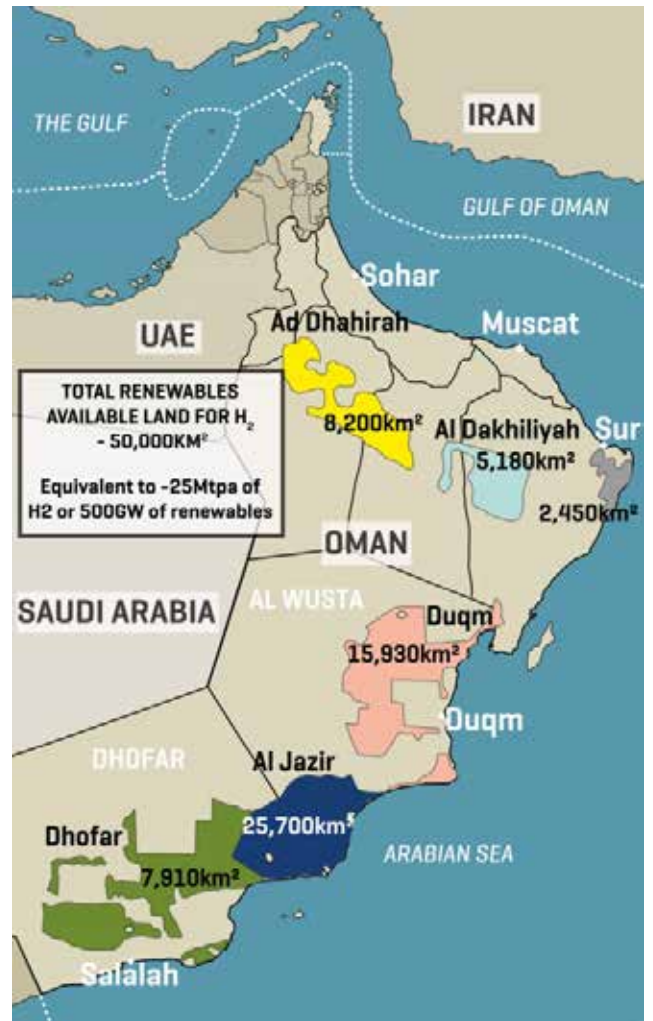 THE GULF
IRAN
GULF OF OMAN
Sohar
Ad Dhahirah
Muscat
UAE
TOTAL RENEWABLES
AVAILABLE LAND FOR H₂
- 50,000KM²
Equivalent to -25Mtpa of
H2 or 500GW of renewables
8,200km²
Al Dakhiliyah
5,180km²
Sur
2,450km²
OMAN
SAUDI ARABIA
AL WUSTA
Duqm
15,930km²
Duqm
DHOFAR
Al Jazir
25,700km²
Dhofar
7,910km²
ARABIAN SEA
Salalah